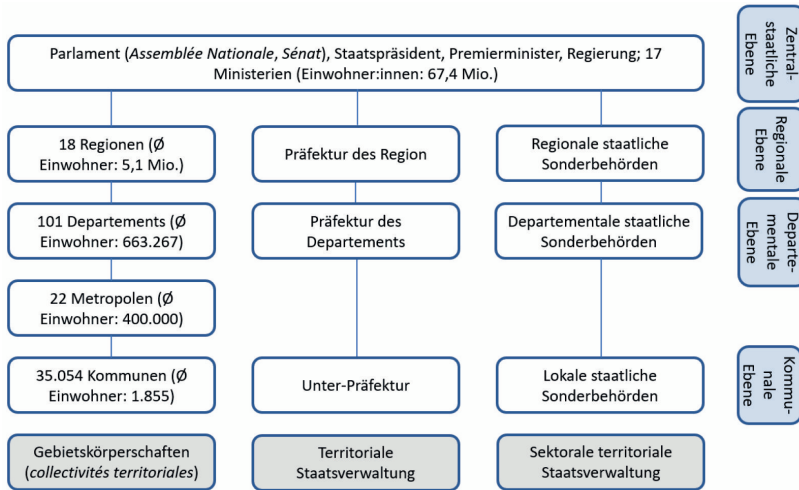 Parlament (Assemblée Nationale, Sénat), Staatspräsident, Premierminister, Regierung; 17
Ministerien (Einwohner:innen: 67,4 Mio.)
Zentral-
staatliche
Ebene
18 Regionen (Ø
Einwohner: 5,1 Mio.)
Präfektur des Region
Regionale staatliche
Sonderbehörden
Regionale
Ebene
101 Departements (Ø
Einwohner: 663.267)
Präfektur des
Departements
Departementale staatliche
Sonderbehörden
Departe-
mentale
Ebene
22 Metropolen (Ø
Einwohner: 400.000)
35.054 Kommunen (Ø
Einwohner: 1.855)
Unter-Präfektur
Lokale staatliche
Sonderbehörden
Kommu-
nale
Ebene
Gebietskörperschaften
(collectivités territoriales)
Territoriale
Staatsverwaltung
Sektorale territoriale
Staatsverwaltung